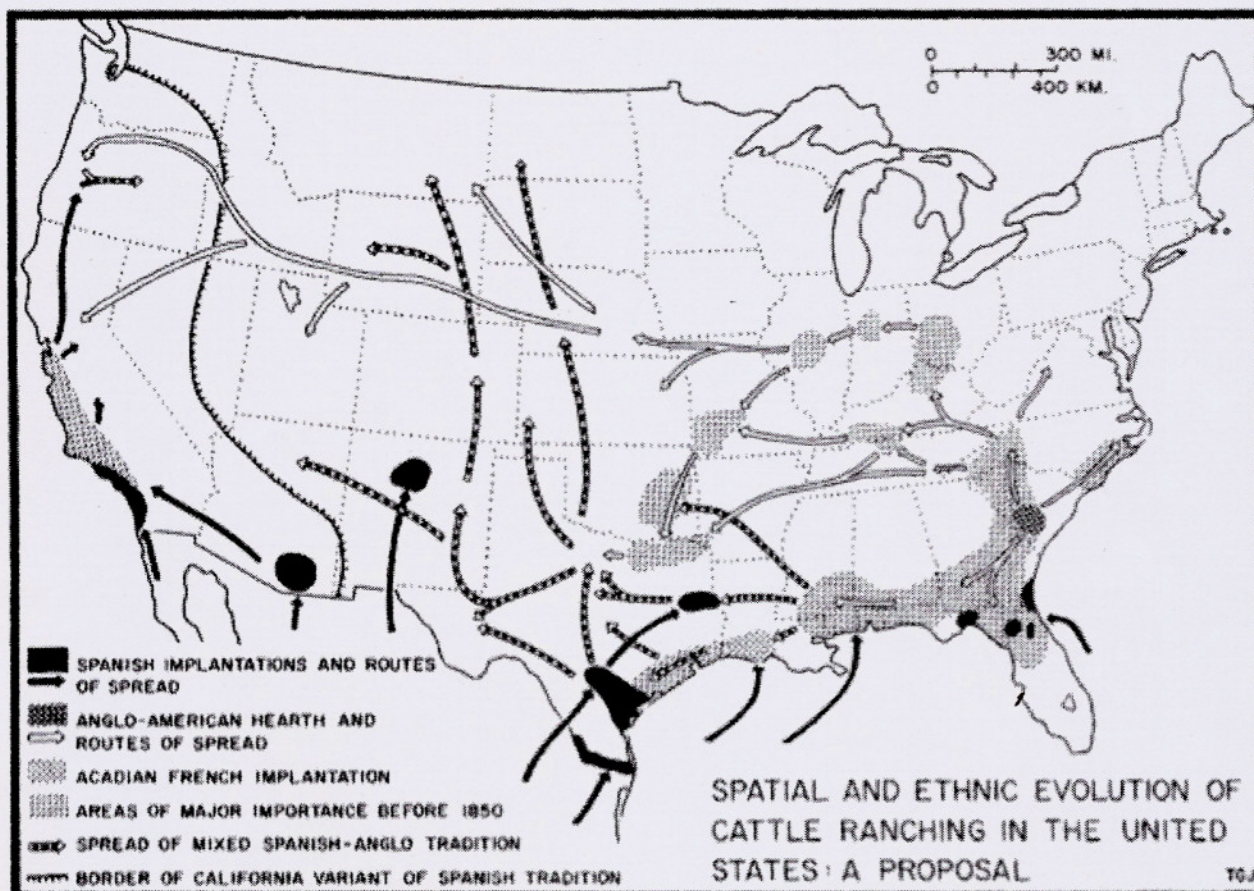 0 300 MI.
0 400 KM.
SPANISH IMPLANTATIONS AND ROUTES
OF SPREAD
ANGLO-AMERICAN HEARTH AND
ROUTES OF SPREAD
ACADIAN FRENCH IMPLANTATION
AREAS OF MAJOR IMPORTANCE BEFORE 1850
SPREAD OF MIXED SPANISH-ANGLO TRADITION
BORDER OF CALIFORNIA VARIANT OF SPANISH TRADITION
SPATIAL AND ETHNIC EVOLUTION OF
CATTLE RANCHING IN THE UNITED
STATES: A PROPOSAL